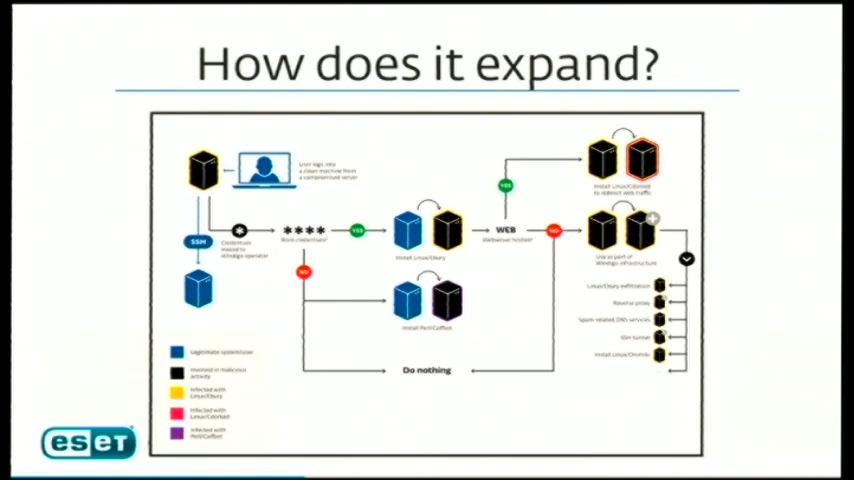 How does it expand?
User logs into
a clean machine from
a compromised server
SSH
Credentials
leaked to
Windigo operator
****
Root credentials?
YES
NO
Install Linux/Ebury
Install Perl/Calfbot
WEB
Webserver hosted?
YES
NO
Install Linux/Cdorked
to redirect web traffic
Use as part of
Windigo infrastructure
Linux/Ebury exfiltration
Reverse proxy
Spam-related DNS services
SSH tunnel
Install Linux/Onimiki
Do nothing
Legitimate system/user
Involved in malicious
activity
Infected with
Linux/Ebury
Infected with
Linux/Cdorked
Infected with
Perl/Calfbot
eset